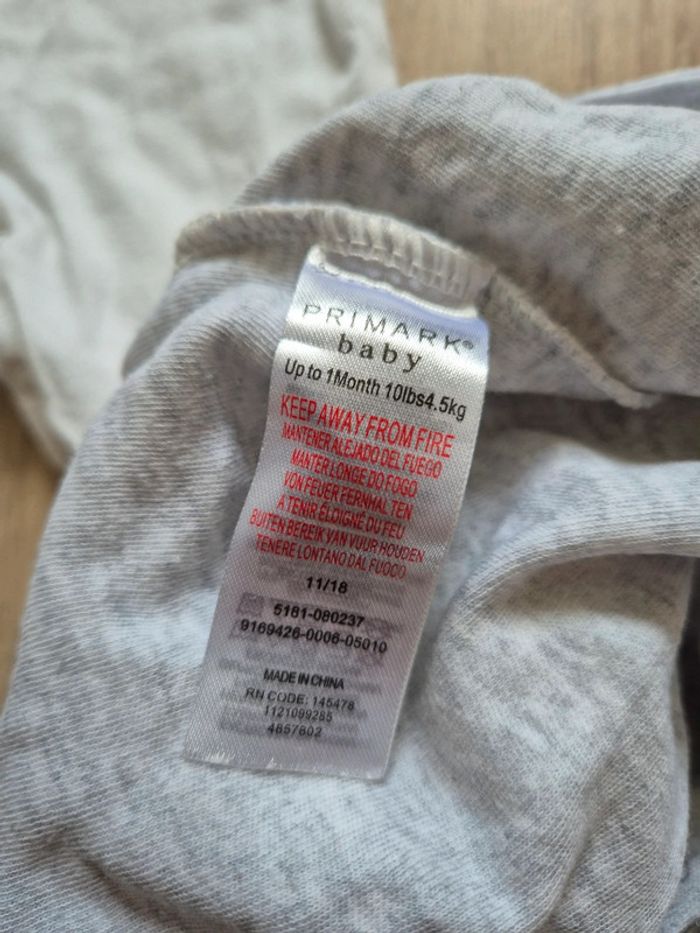 PRIMARK®
baby
Up to 1Month 10lbs4.5kg
KEEP AWAY FROM FIRE
MANTENER ALEJADO DEL FUEGO
MANTER LONGE DO FOGO
VON FEUER FERNHALTEN
A TENIR ÉLOIGNÉ DU FEU
BUITEN BEREIK VAN VUUR HOUDEN
TENERE LONTANO DAL FUOCO
11/18
5161-080237
9169426-0006-05010
MADE IN CHINA
RN CODE: 145478
1121099285
4857802